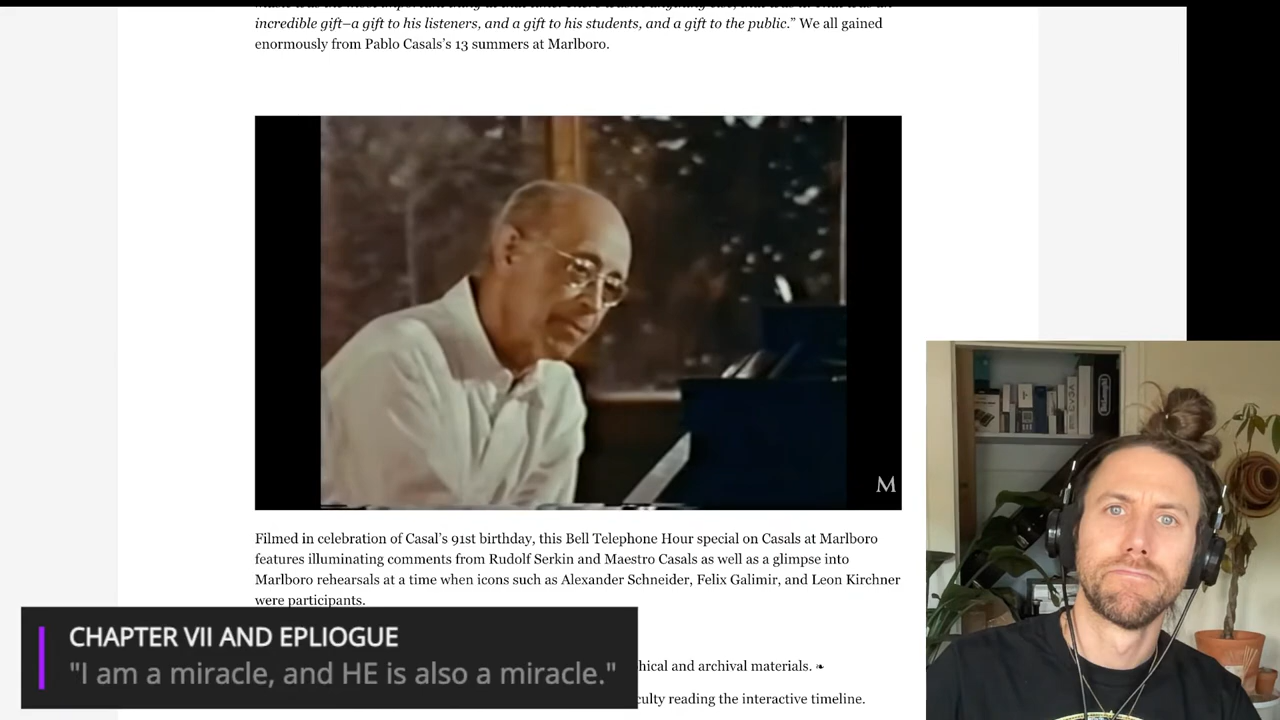 incredible gift–a gift to his listeners, and a gift to his students, and a gift to the public.” We all gained
enormously from Pablo Casals’s 13 summers at Marlboro.
M
Filmed in celebration of Casal’s 91st birthday, this Bell Telephone Hour special on Casals at Marlboro
features illuminating comments from Rudolf Serkin and Maestro Casals as well as a glimpse into
Marlboro rehearsals at a time when icons such as Alexander Schneider, Felix Galimir, and Leon Kirchner
were participants.
CHAPTER VII AND EPLIOGUE
"I am a miracle, and HE is also a miracle."
hical and archival materials. ❧
culty reading the interactive timeline.